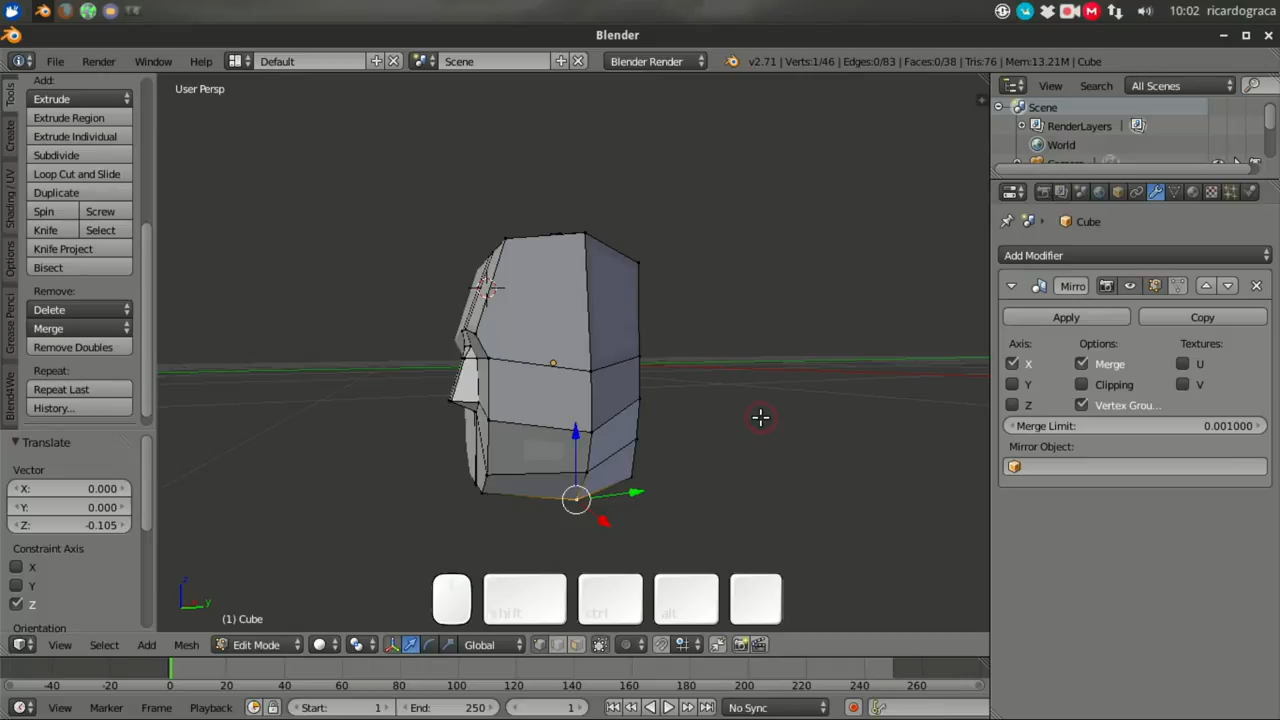 10:02 ricardograca
Blender
File Render Window Help Default Scene Blender Render v2.71 | Verts:1/46 | Edges:0/83 | Faces:0/38 | Tris:76 | Mem:13.21M | Cube
Tools
Create
Shading / UV
Options
Grease Penci
Blend4We
Add:
Extrude
Extrude Region
Extrude Individual
Subdivide
Loop Cut and Slide
Duplicate
Spin Screw
Knife Select
Knife Project
Bisect
Remove:
Delete
Merge
Remove Doubles
Repeat:
Repeat Last
History...
Translate
Vector
X: 0.000
Y: 0.000
Z: -0.105
Constraint Axis
X
Y
Z
Orientation
User Persp
shift ctrl alt
z
y
(1) Cube
View Search All Scenes
Scene
RenderLayers
World
Camera
Cube
Add Modifier
Mirro
Apply Copy
Axis: Options: Textures:
X Merge U
Y Clipping V
Z Vertex Grou...
Merge Limit: 0.001000
Mirror Object:
View Select Add Mesh Edit Mode Global
-40 -20 0 20 40 60 80 100 120 140 160 180 200 220 240 260
View Marker Frame Playback Start: 1 End: 250 1 No Sync